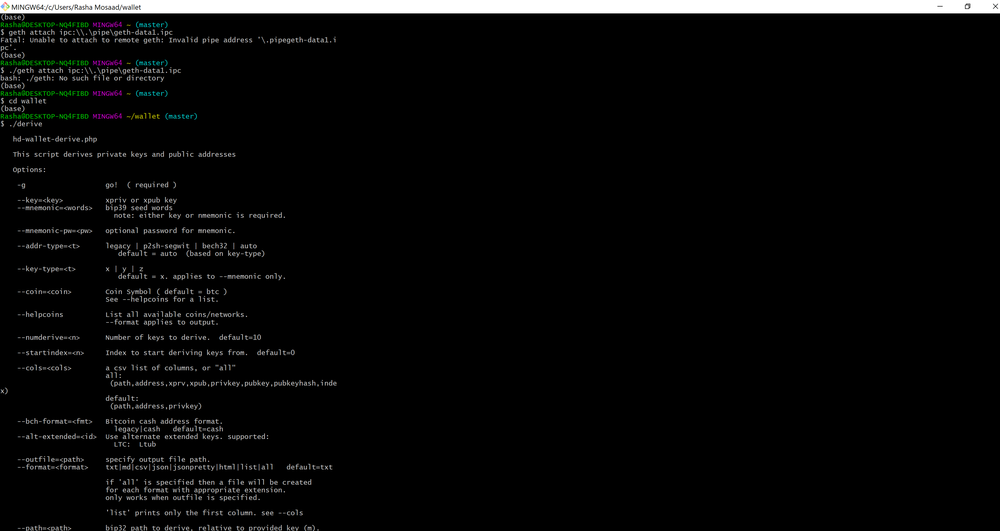 MINGW64:/c/Users/Rasha Mosaad/wallet
(base)
Rasha@DESKTOP-NQ4FIBD MINGW64 ~ (master)
$ geth attach ipc:\\.\pipe\geth-data1.ipc
Fatal: Unable to attach to remote geth: Invalid pipe address '\.pipegeth-data1.i
pc'.
(base)
Rasha@DESKTOP-NQ4FIBD MINGW64 ~ (master)
$ ./geth attach ipc:\\.\pipe\geth-data1.ipc
bash: ./geth: No such file or directory
(base)
Rasha@DESKTOP-NQ4FIBD MINGW64 ~ (master)
$ cd wallet
(base)
Rasha@DESKTOP-NQ4FIBD MINGW64 ~/wallet (master)
$ ./derive
hd-wallet-derive.php
This script derives private keys and public addresses
Options:
-g go! ( required )
--key=<key> xpriv or xpub key
--mnemonic=<words> bip39 seed words
note: either key or nmemonic is required.
--mnemonic-pw=<pw> optional password for mnemonic.
--addr-type=<t> legacy | p2sh-segwit | bech32 | auto
default = auto (based on key-type)
--key-type=<t> x | y | z
default = x. applies to --mnemonic only.
--coin=<coin> Coin Symbol ( default = btc )
See --helpcoins for a list.
--helpcoins List all available coins/networks.
--format applies to output.
--numderive=<n> Number of keys to derive. default=10
--startindex=<n> Index to start deriving keys from. default=0
--cols=<cols> a csv list of columns, or "all"
all:
(path,address,xprv,xpub,privkey,pubkey,pubkeyhash,inde
x)
default:
(path,address,privkey)
--bch-format=<fmt> Bitcoin cash address format.
legacy|cash default=cash
--alt-extended=<id> Use alternate extended keys. supported:
LTC: Ltub
--outfile=<path> specify output file path.
--format=<format> txt|md|csv|json|jsonpretty|html|list|all default=txt
if 'all' is specified then a file will be created
for each format with appropriate extension.
only works when outfile is specified.
'list' prints only the first column. see --cols
--path=<path> bip32 path to derive, relative to provided key (m).